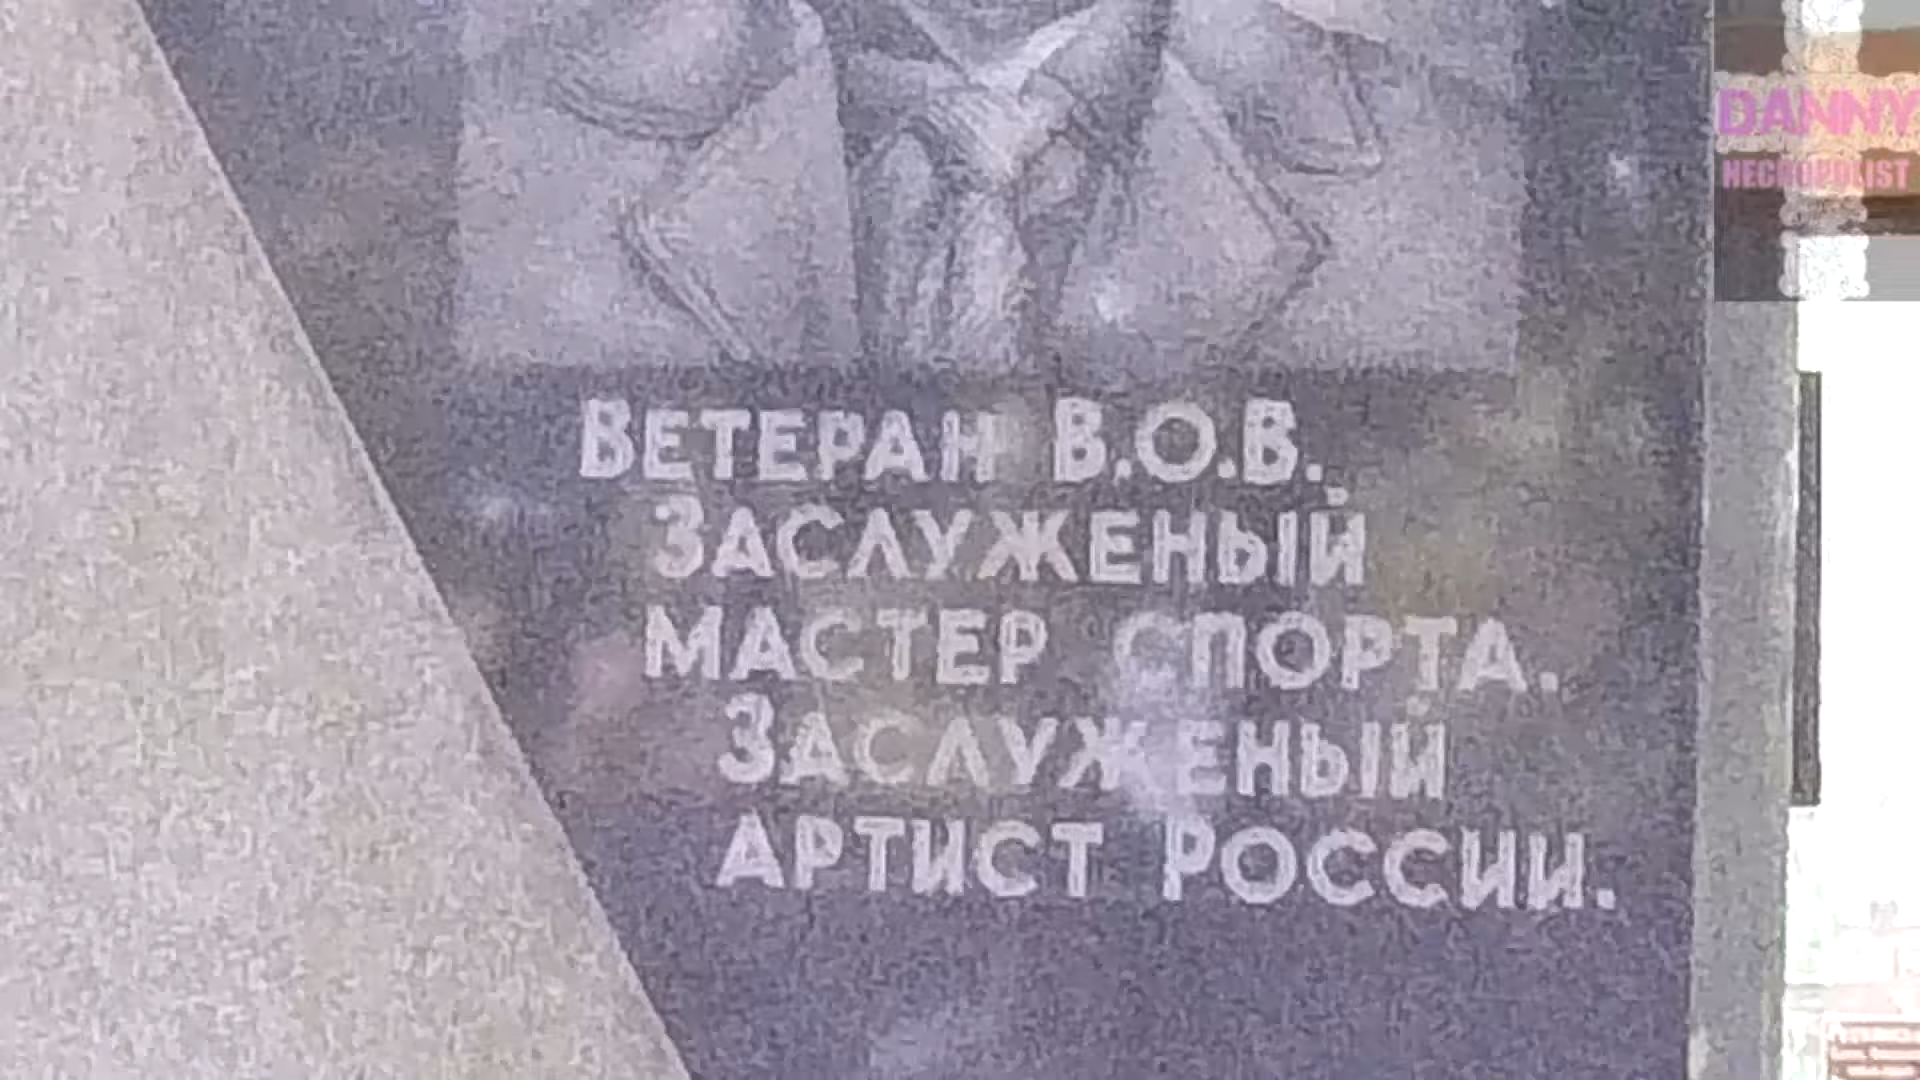 DANNY
NECROPOLIST
ВЕТЕРАН В.О.В.
ЗАСЛУЖЕНЫЙ
МАСТЕР СПОРТА.
ЗАСЛУЖЕНЫЙ
АРТИСТ РОССИИ.